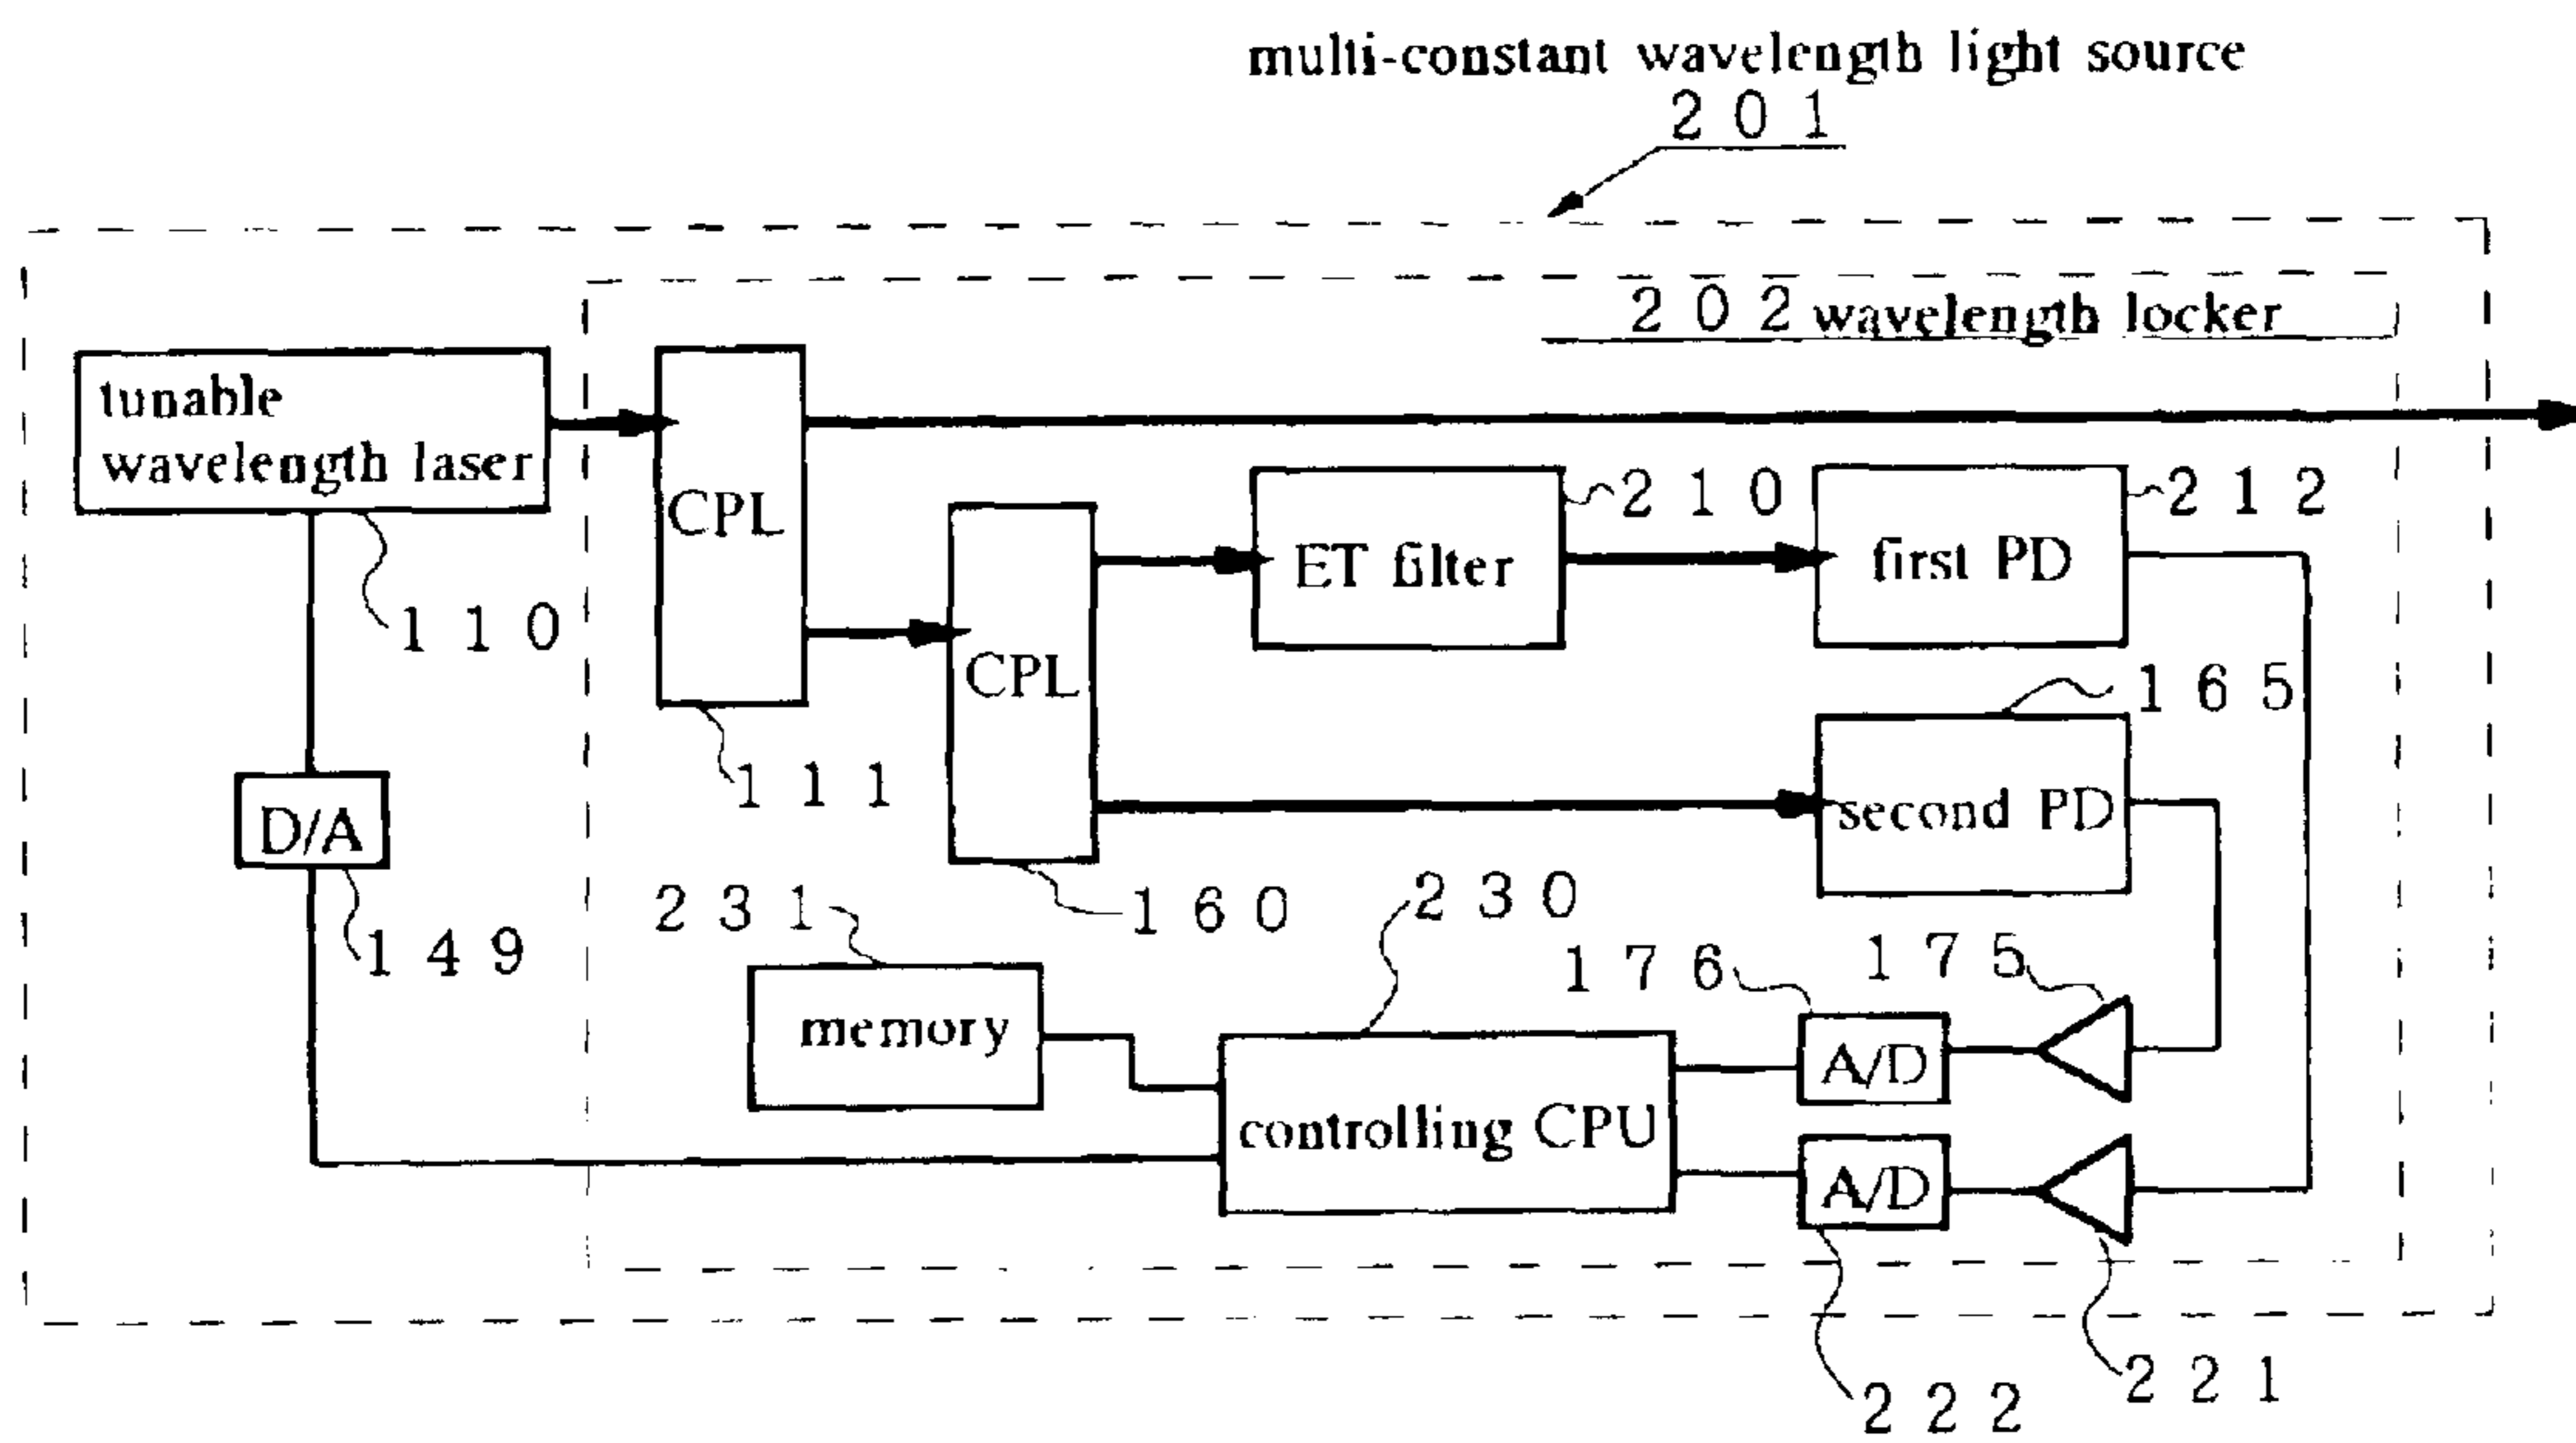 multi-constant wavelength light source
201
202 wavelength locker
tunable
wavelength laser
CPL
210
212
ET filter
first PD
110
CPL
165
111
second PD
D/A
231
160
230
149
176
175
memory
A/D
controlling CPU
A/D
221
222